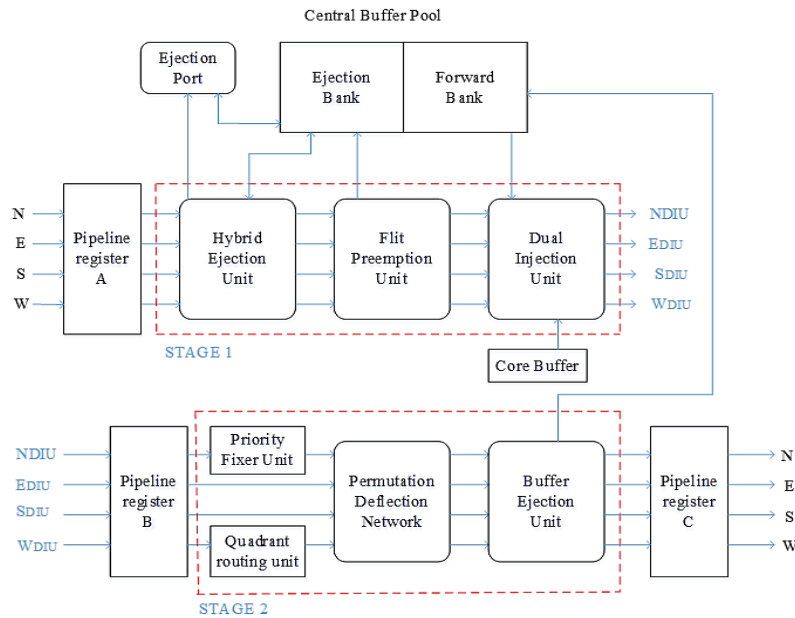 Central Buffer Pool
Ejection
Port
Ejection
Bank
Forward
Bank
N
E
S
W
Pipeline
register
A
Hybrid
Ejection
Unit
Flit
Preemption
Unit
Dual
Injection
Unit
NDIU
EDIU
SDIU
WDIU
STAGE 1
Core Buffer
NDIU
EDIU
SDIU
WDIU
Pipeline
register
B
Priority
Fixer Unit
Quadrant
routing unit
Permutation
Deflection
Network
Buffer
Ejection
Unit
Pipeline
register
C
N
E
S
W
STAGE 2